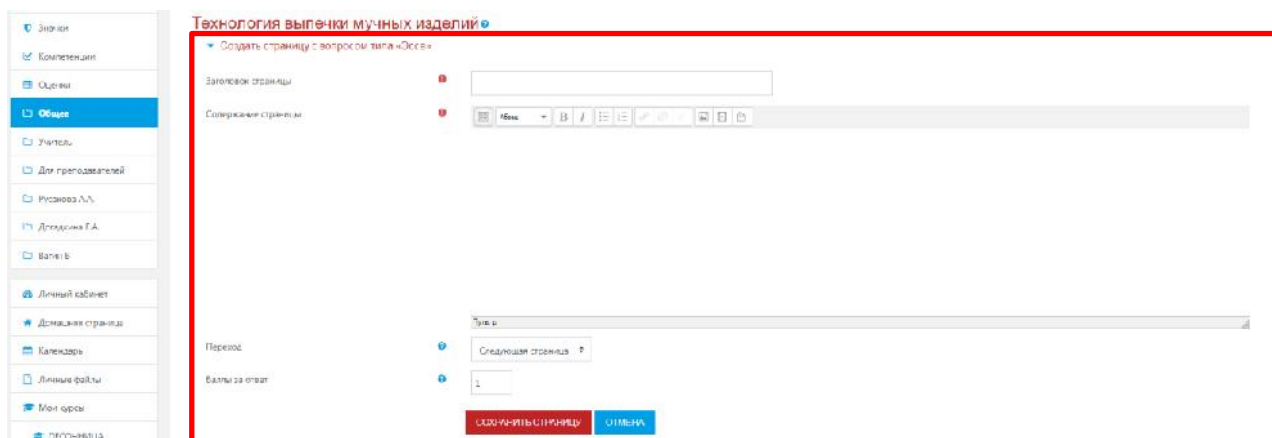 Технология выпечки мучных изделий
Значки
Создать страницу с вопросом типа «Эссе»
Компетенции
Заголовок страницы
Оценки
Общее
Содержание страницы
Абзац
B I
Учитель
Для преподавателей
Русанова А.А.
Личный кабинет
Домашняя страница
Путь: p
Переход
Следующая страница
Календарь
Личные файлы
Баллы за ответ
1
Мои курсы
СОХРАНИТЬ СТРАНИЦУ
ОТМЕНА